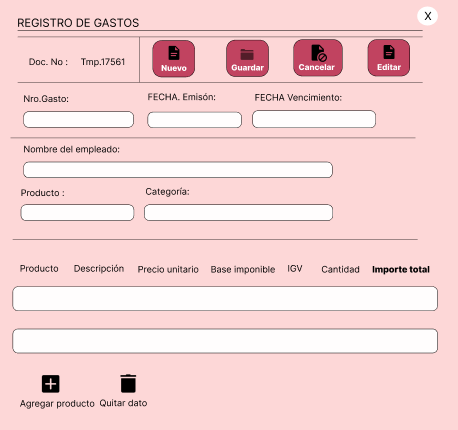 X
REGISTRO DE GASTOS
Doc. No : Tmp.17561
Nuevo Guardar Cancelar Editar
Nro.Gasto: FECHA. Emisón: FECHA Vencimiento:
Nombre del empleado:
Producto : Categoría:
Producto Descripción Precio unitario Base imponible IGV Cantidad Importe total
Agregar producto Quitar dato